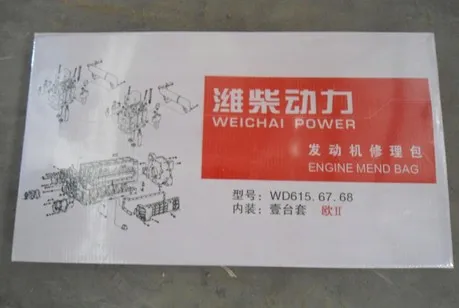 潍柴动力
WEICHAI POWER
发动机修理包
ENGINE MEND BAG
型号：WD615.67.68
内装：壹台套 欧II